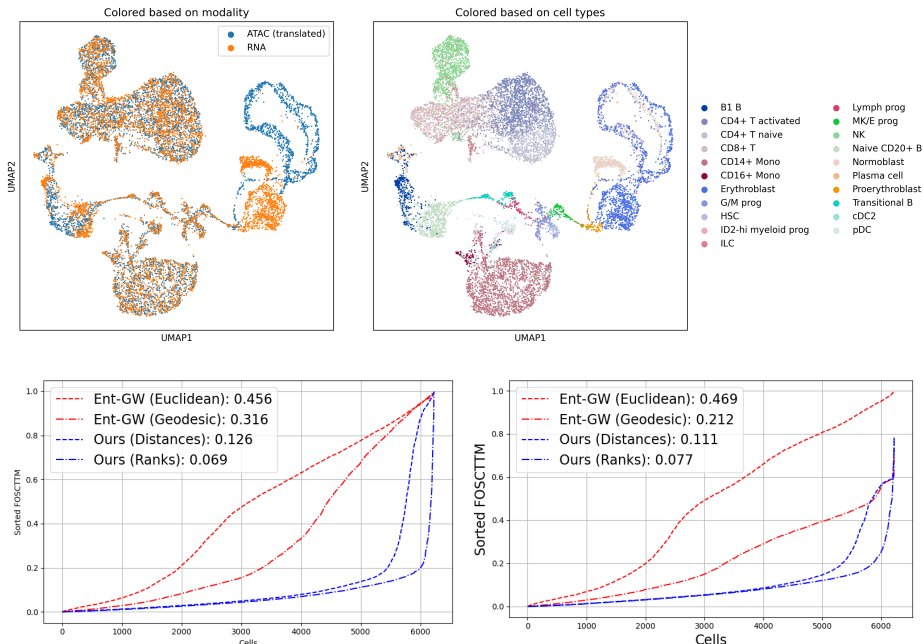 Colored based on modality
ATAC (translated)
RNA
UMAP2
UMAP1
Colored based on cell types
UMAP2
UMAP1
B1 B
CD4+ T activated
CD4+ T naive
CD8+ T
CD14+ Mono
CD16+ Mono
Erythroblast
G/M prog
HSC
ID2-hi myeloid prog
ILC
Lymph prog
MK/E prog
NK
Naive CD20+ B
Normoblast
Plasma cell
Proerythroblast
Transitional B
cDC2
pDC
Ent-GW (Euclidean): 0.456
Ent-GW (Geodesic): 0.316
Ours (Distances): 0.126
Ours (Ranks): 0.069
Sorted FOSCTTM
1.0
0.8
0.6
0.4
0.2
0.0
0 1000 2000 3000 4000 5000 6000
Cells
Ent-GW (Euclidean): 0.469
Ent-GW (Geodesic): 0.212
Ours (Distances): 0.111
Ours (Ranks): 0.077
Sorted FOSCTTM
1.0
0.8
0.6
0.4
0.2
0.0
0 1000 2000 3000 4000 5000 6000
Cells